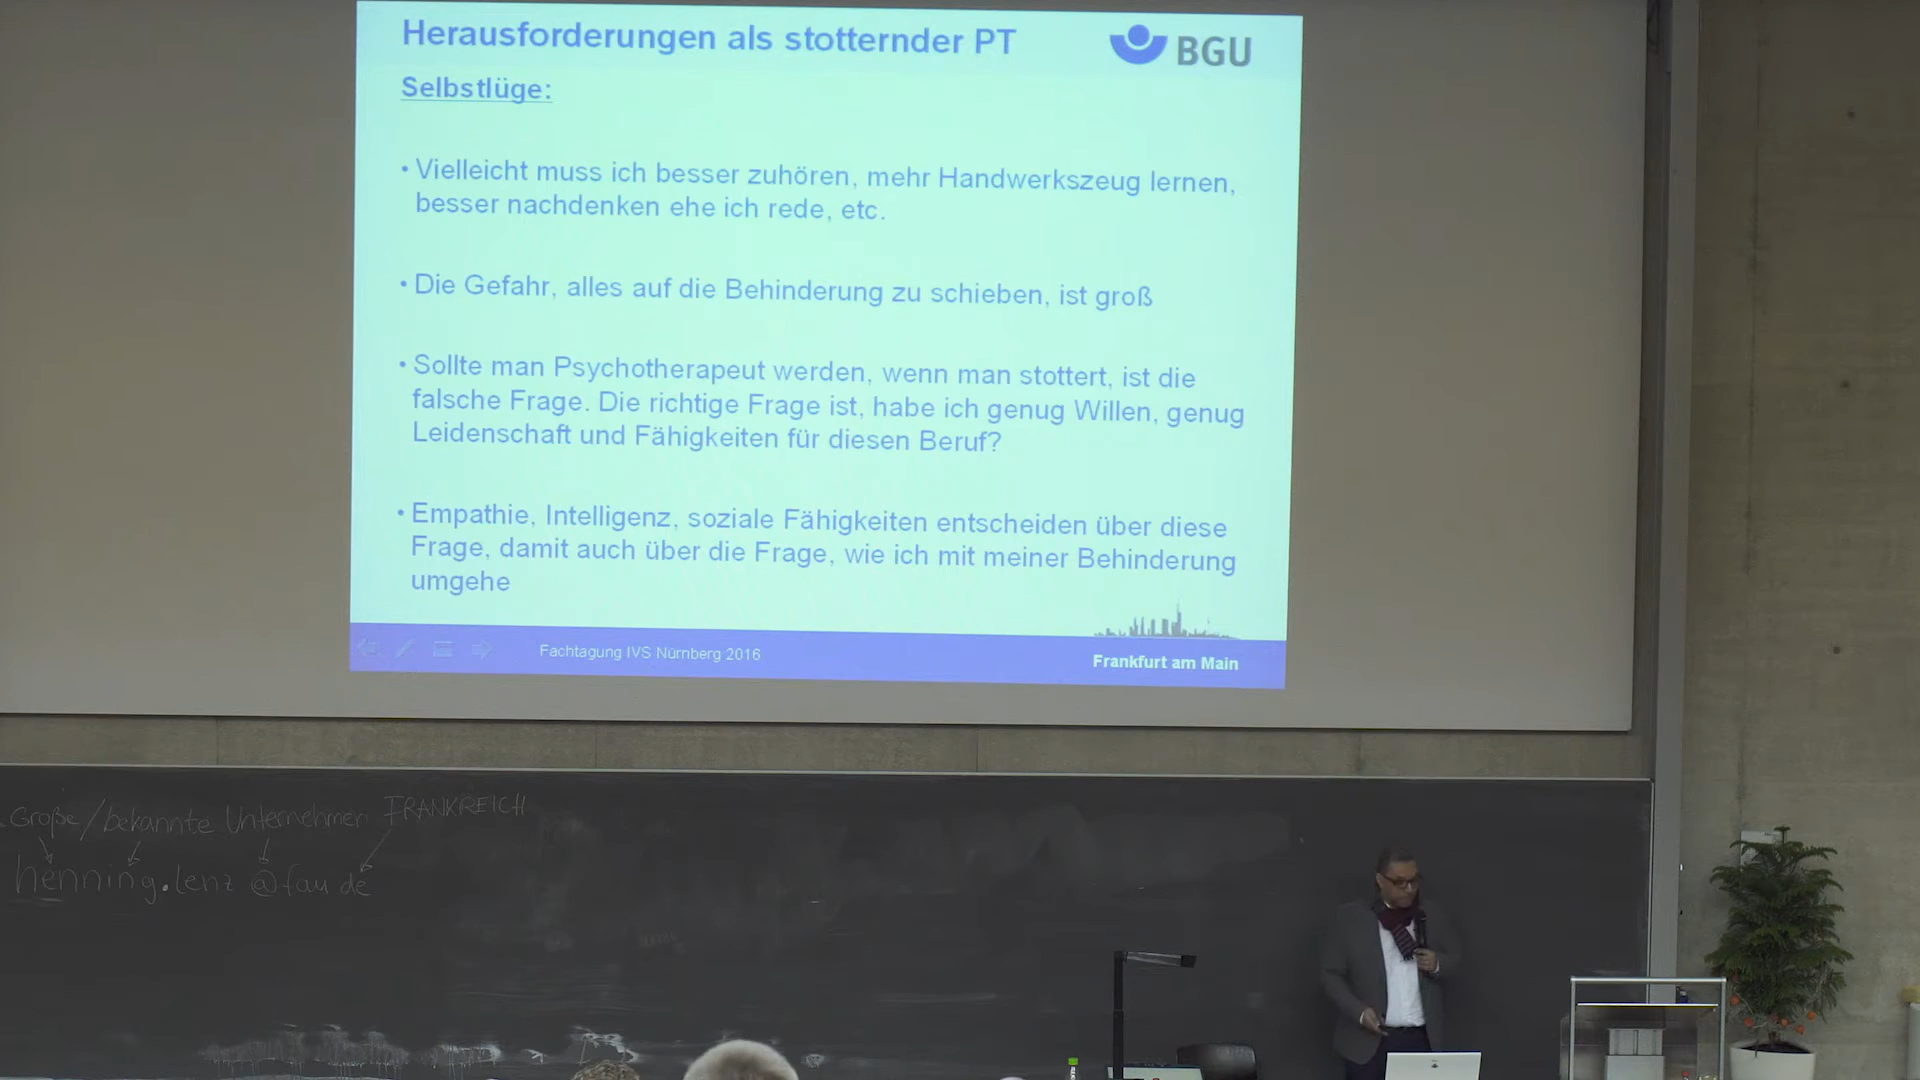 Herausforderungen als stotternder PT
BGU
Selbstlüge:
• Vielleicht muss ich besser zuhören, mehr Handwerkszeug lernen,
besser nachdenken ehe ich rede, etc.
• Die Gefahr, alles auf die Behinderung zu schieben, ist groß
• Sollte man Psychotherapeut werden, wenn man stottert, ist die
falsche Frage. Die richtige Frage ist, habe ich genug Willen, genug
Leidenschaft und Fähigkeiten für diesen Beruf?
• Empathie, Intelligenz, soziale Fähigkeiten entscheiden über diese
Frage, damit auch über die Frage, wie ich mit meiner Behinderung
umgehe
Fachtagung IVS Nürnberg 2016
Frankfurt am Main
Große/bekannte Unternehmen FRANKREICH
henning.lenz @fau de